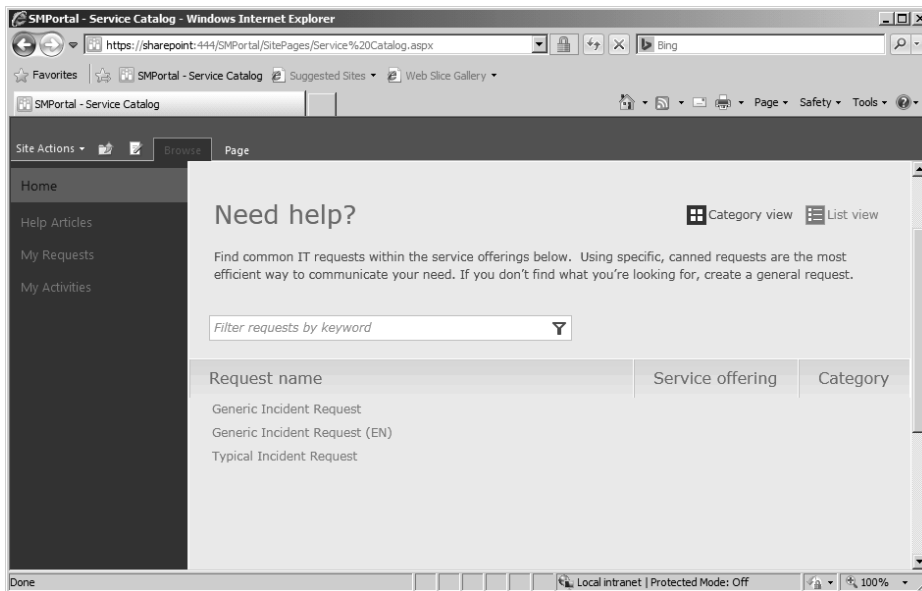 SMPortal - Service Catalog - Windows Internet Explorer
https://sharepoint:444/SMPortal/SitePages/Service%20Catalog.aspx
Bing
Favorites SMPortal - Service Catalog Suggested Sites Web Slice Gallery
SMPortal - Service Catalog
Page Safety Tools
Site Actions Browse Page
Home
Help Articles
My Requests
My Activities
Need help?
Category view List view
Find common IT requests within the service offerings below. Using specific, canned requests are the most
efficient way to communicate your need. If you don't find what you're looking for, create a general request.
Filter requests by keyword
Request name Service offering Category
Generic Incident Request
Generic Incident Request (EN)
Typical Incident Request
Done Local intranet | Protected Mode: Off 100%